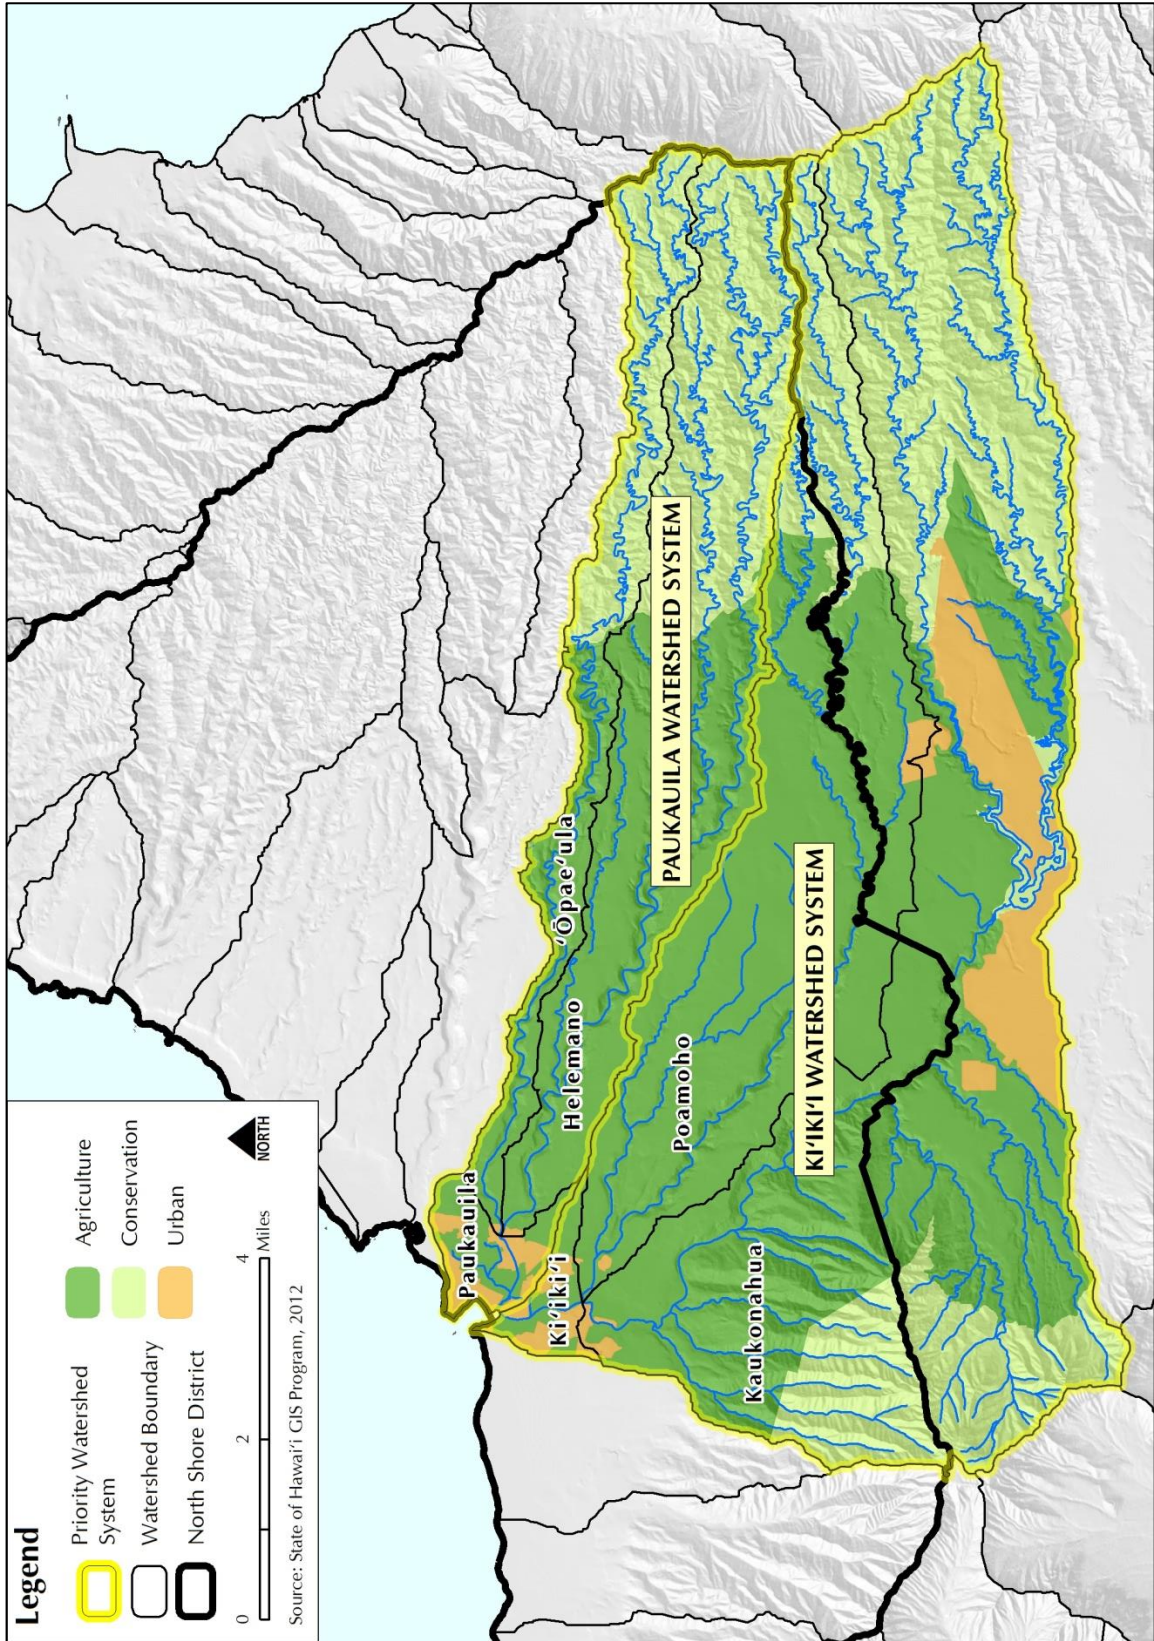 Legend
Priority Watershed
System
Watershed Boundary
North Shore District
Agriculture
Conservation
Urban
0 2 4
Miles
NORTH
Source: State of Hawai‘i GIS Program, 2012
Paukauila
Ki‘iki‘i
‘Ōpae‘ula
Helemano
PAUKAUILA WATERSHED SYSTEM
Poamoho
KI‘IKI‘I WATERSHED SYSTEM
Kaukonahua